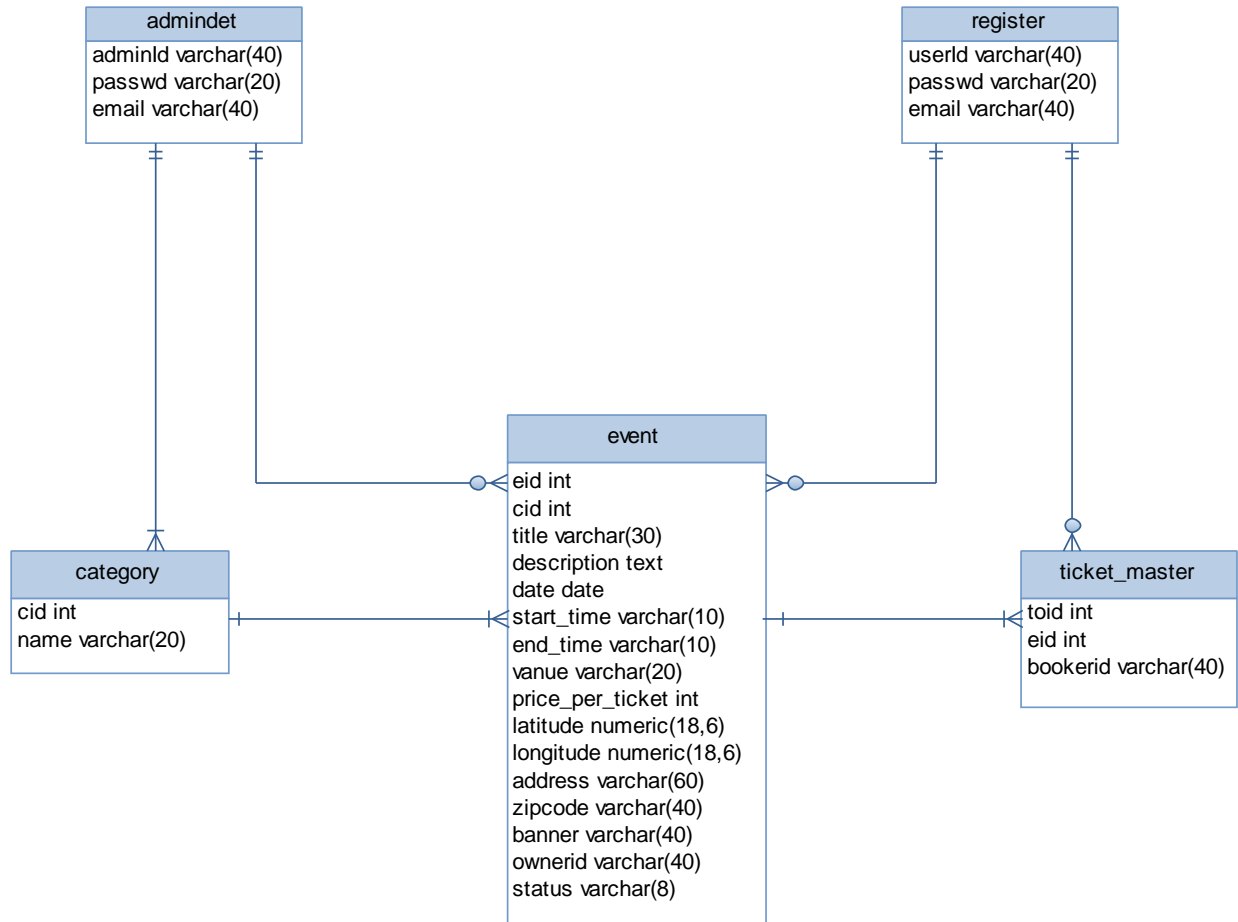 admindet
adminId varchar(40)
passwd varchar(20)
email varchar(40)
register
userId varchar(40)
passwd varchar(20)
email varchar(40)
event
eid int
cid int
title varchar(30)
description text
date date
start_time varchar(10)
end_time varchar(10)
vanue varchar(20)
price_per_ticket int
latitude numeric(18,6)
longitude numeric(18,6)
address varchar(60)
zipcode varchar(40)
banner varchar(40)
ownerid varchar(40)
status varchar(8)
category
cid int
name varchar(20)
ticket_master
toid int
eid int
bookerid varchar(40)